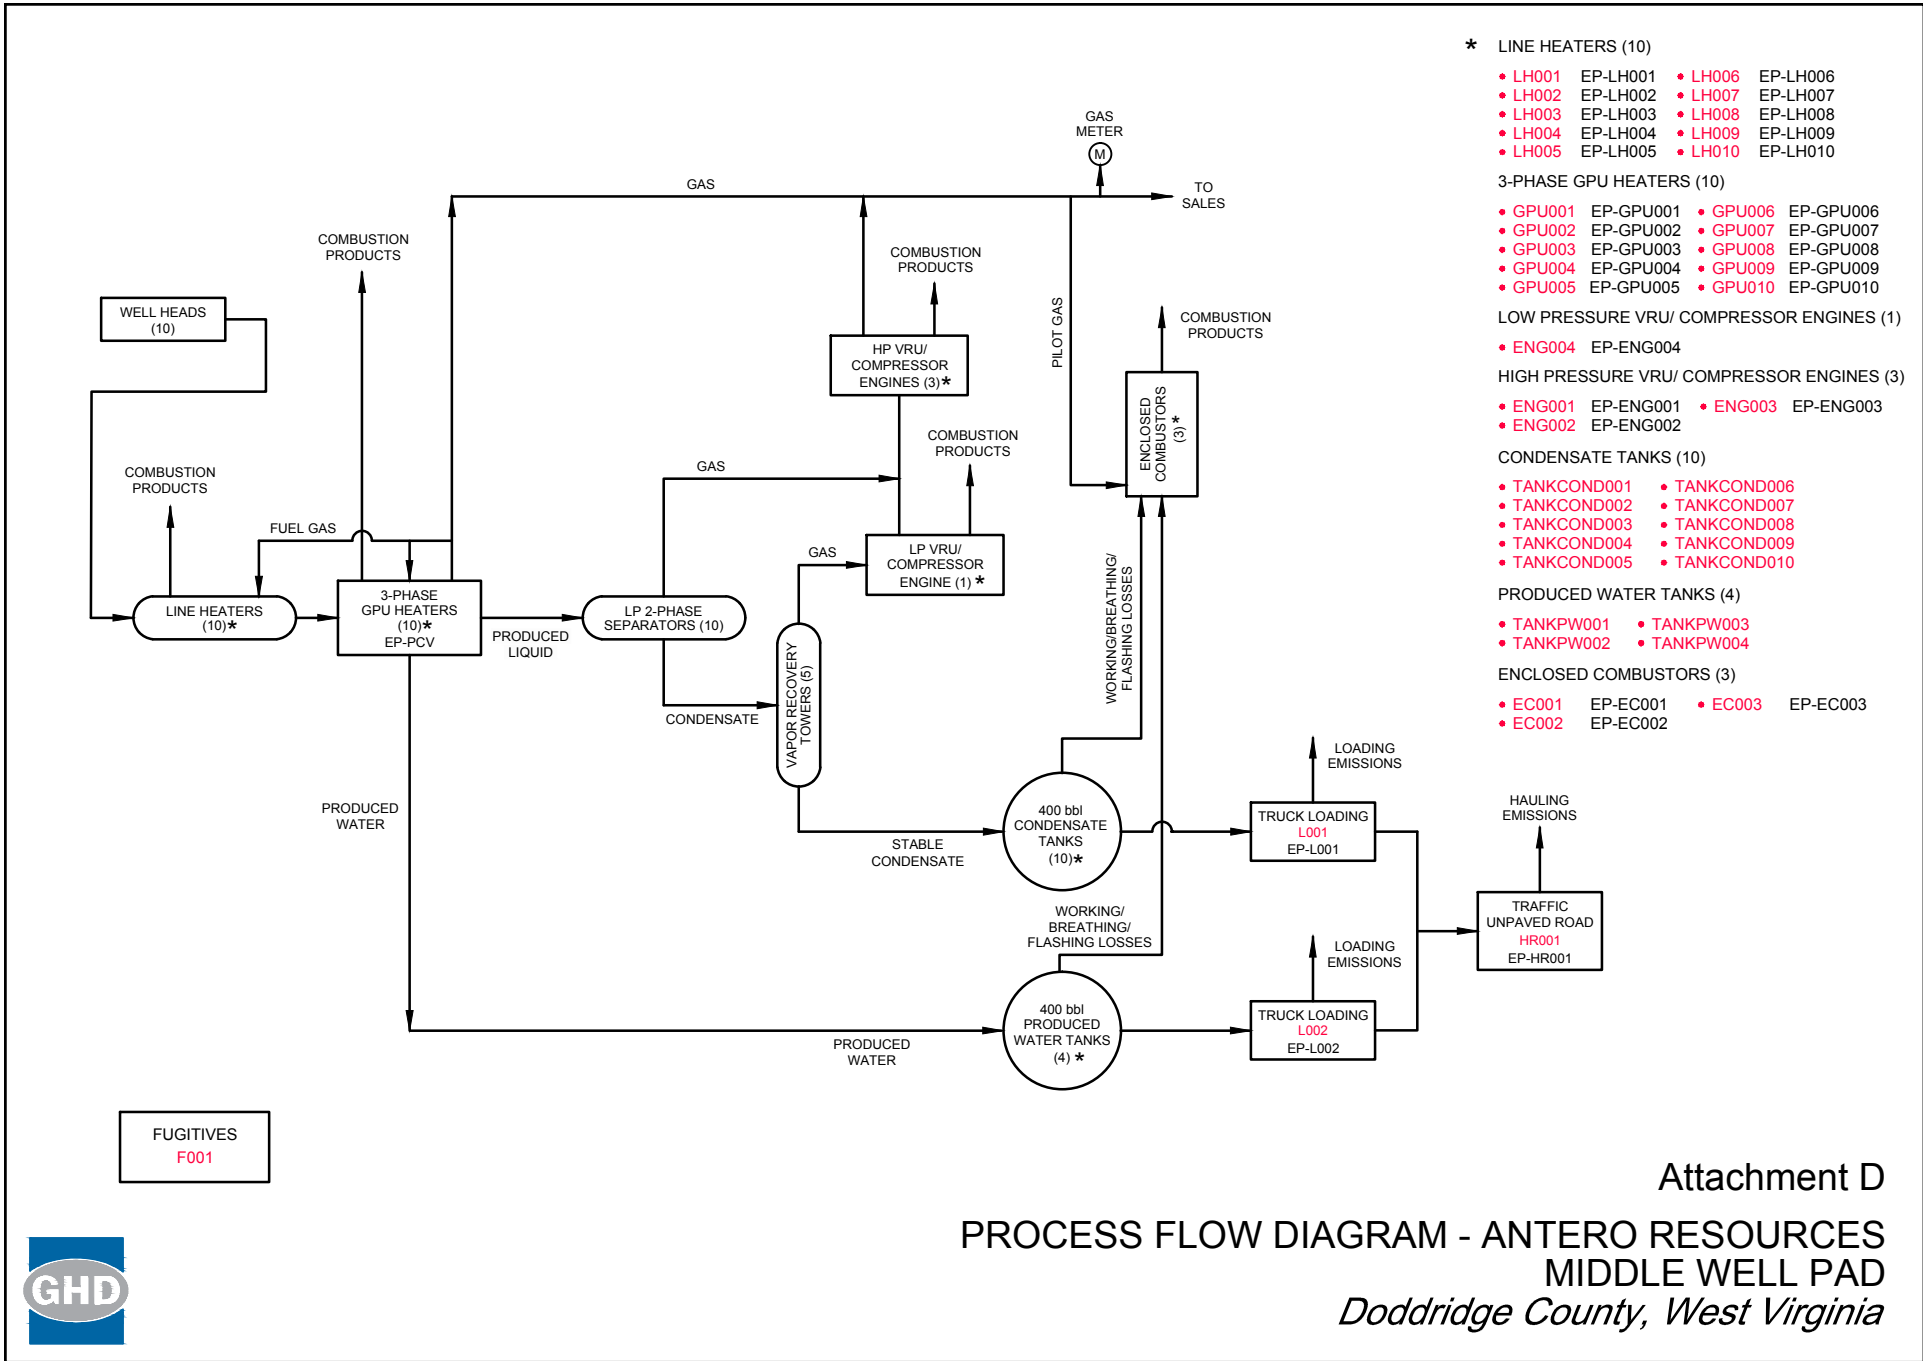 * LINE HEATERS (10)
• LH001 EP-LH001 • LH006 EP-LH006
• LH002 EP-LH002 • LH007 EP-LH007
• LH003 EP-LH003 • LH008 EP-LH008
• LH004 EP-LH004 • LH009 EP-LH009
• LH005 EP-LH005 • LH010 EP-LH010
3-PHASE GPU HEATERS (10)
• GPU001 EP-GPU001 • GPU006 EP-GPU006
• GPU002 EP-GPU002 • GPU007 EP-GPU007
• GPU003 EP-GPU003 • GPU008 EP-GPU008
• GPU004 EP-GPU004 • GPU009 EP-GPU009
• GPU005 EP-GPU005 • GPU010 EP-GPU010
LOW PRESSURE VRU/ COMPRESSOR ENGINES (1)
• ENG004 EP-ENG004
HIGH PRESSURE VRU/ COMPRESSOR ENGINES (3)
• ENG001 EP-ENG001 • ENG003 EP-ENG003
• ENG002 EP-ENG002
CONDENSATE TANKS (10)
• TANKCOND001 • TANKCOND006
• TANKCOND002 • TANKCOND007
• TANKCOND003 • TANKCOND008
• TANKCOND004 • TANKCOND009
• TANKCOND005 • TANKCOND010
PRODUCED WATER TANKS (4)
• TANKPW001 • TANKPW003
• TANKPW002 • TANKPW004
ENCLOSED COMBUSTORS (3)
• EC001 EP-EC001 • EC003 EP-EC003
• EC002 EP-EC002
GAS
METER
M
GAS
TO
SALES
COMBUSTION
PRODUCTS
COMBUSTION
PRODUCTS
WELL HEADS
(10)
PILOT GAS
COMBUSTION
PRODUCTS
HP VRU/
COMPRESSOR
ENGINES (3)*
ENCLOSED
COMBUSTORS
(3)*
COMBUSTION
PRODUCTS
COMBUSTION
PRODUCTS
GAS
FUEL GAS
GAS
LP VRU/
COMPRESSOR
ENGINE (1) *
WORKING/BREATHING/
FLASHING LOSSES
LINE HEATERS
(10)*
3-PHASE
GPU HEATERS
(10)*
EP-PCV
PRODUCED
LIQUID
LP 2-PHASE
SEPARATORS (10)
VAPOR RECOVERY
TOWERS (5)
CONDENSATE
PRODUCED
WATER
STABLE
CONDENSATE
400 bbl
CONDENSATE
TANKS
(10)*
LOADING
EMISSIONS
TRUCK LOADING
L001
EP-L001
HAULING
EMISSIONS
TRAFFIC
UNPAVED ROAD
HR001
EP-HR001
WORKING/
BREATHING/
FLASHING LOSSES
LOADING
EMISSIONS
400 bbl
PRODUCED
WATER TANKS
(4) *
TRUCK LOADING
L002
EP-L002
PRODUCED
WATER
FUGITIVES
F001
Attachment D
PROCESS FLOW DIAGRAM - ANTERO RESOURCES
MIDDLE WELL PAD
Doddridge County, West Virginia
GHD